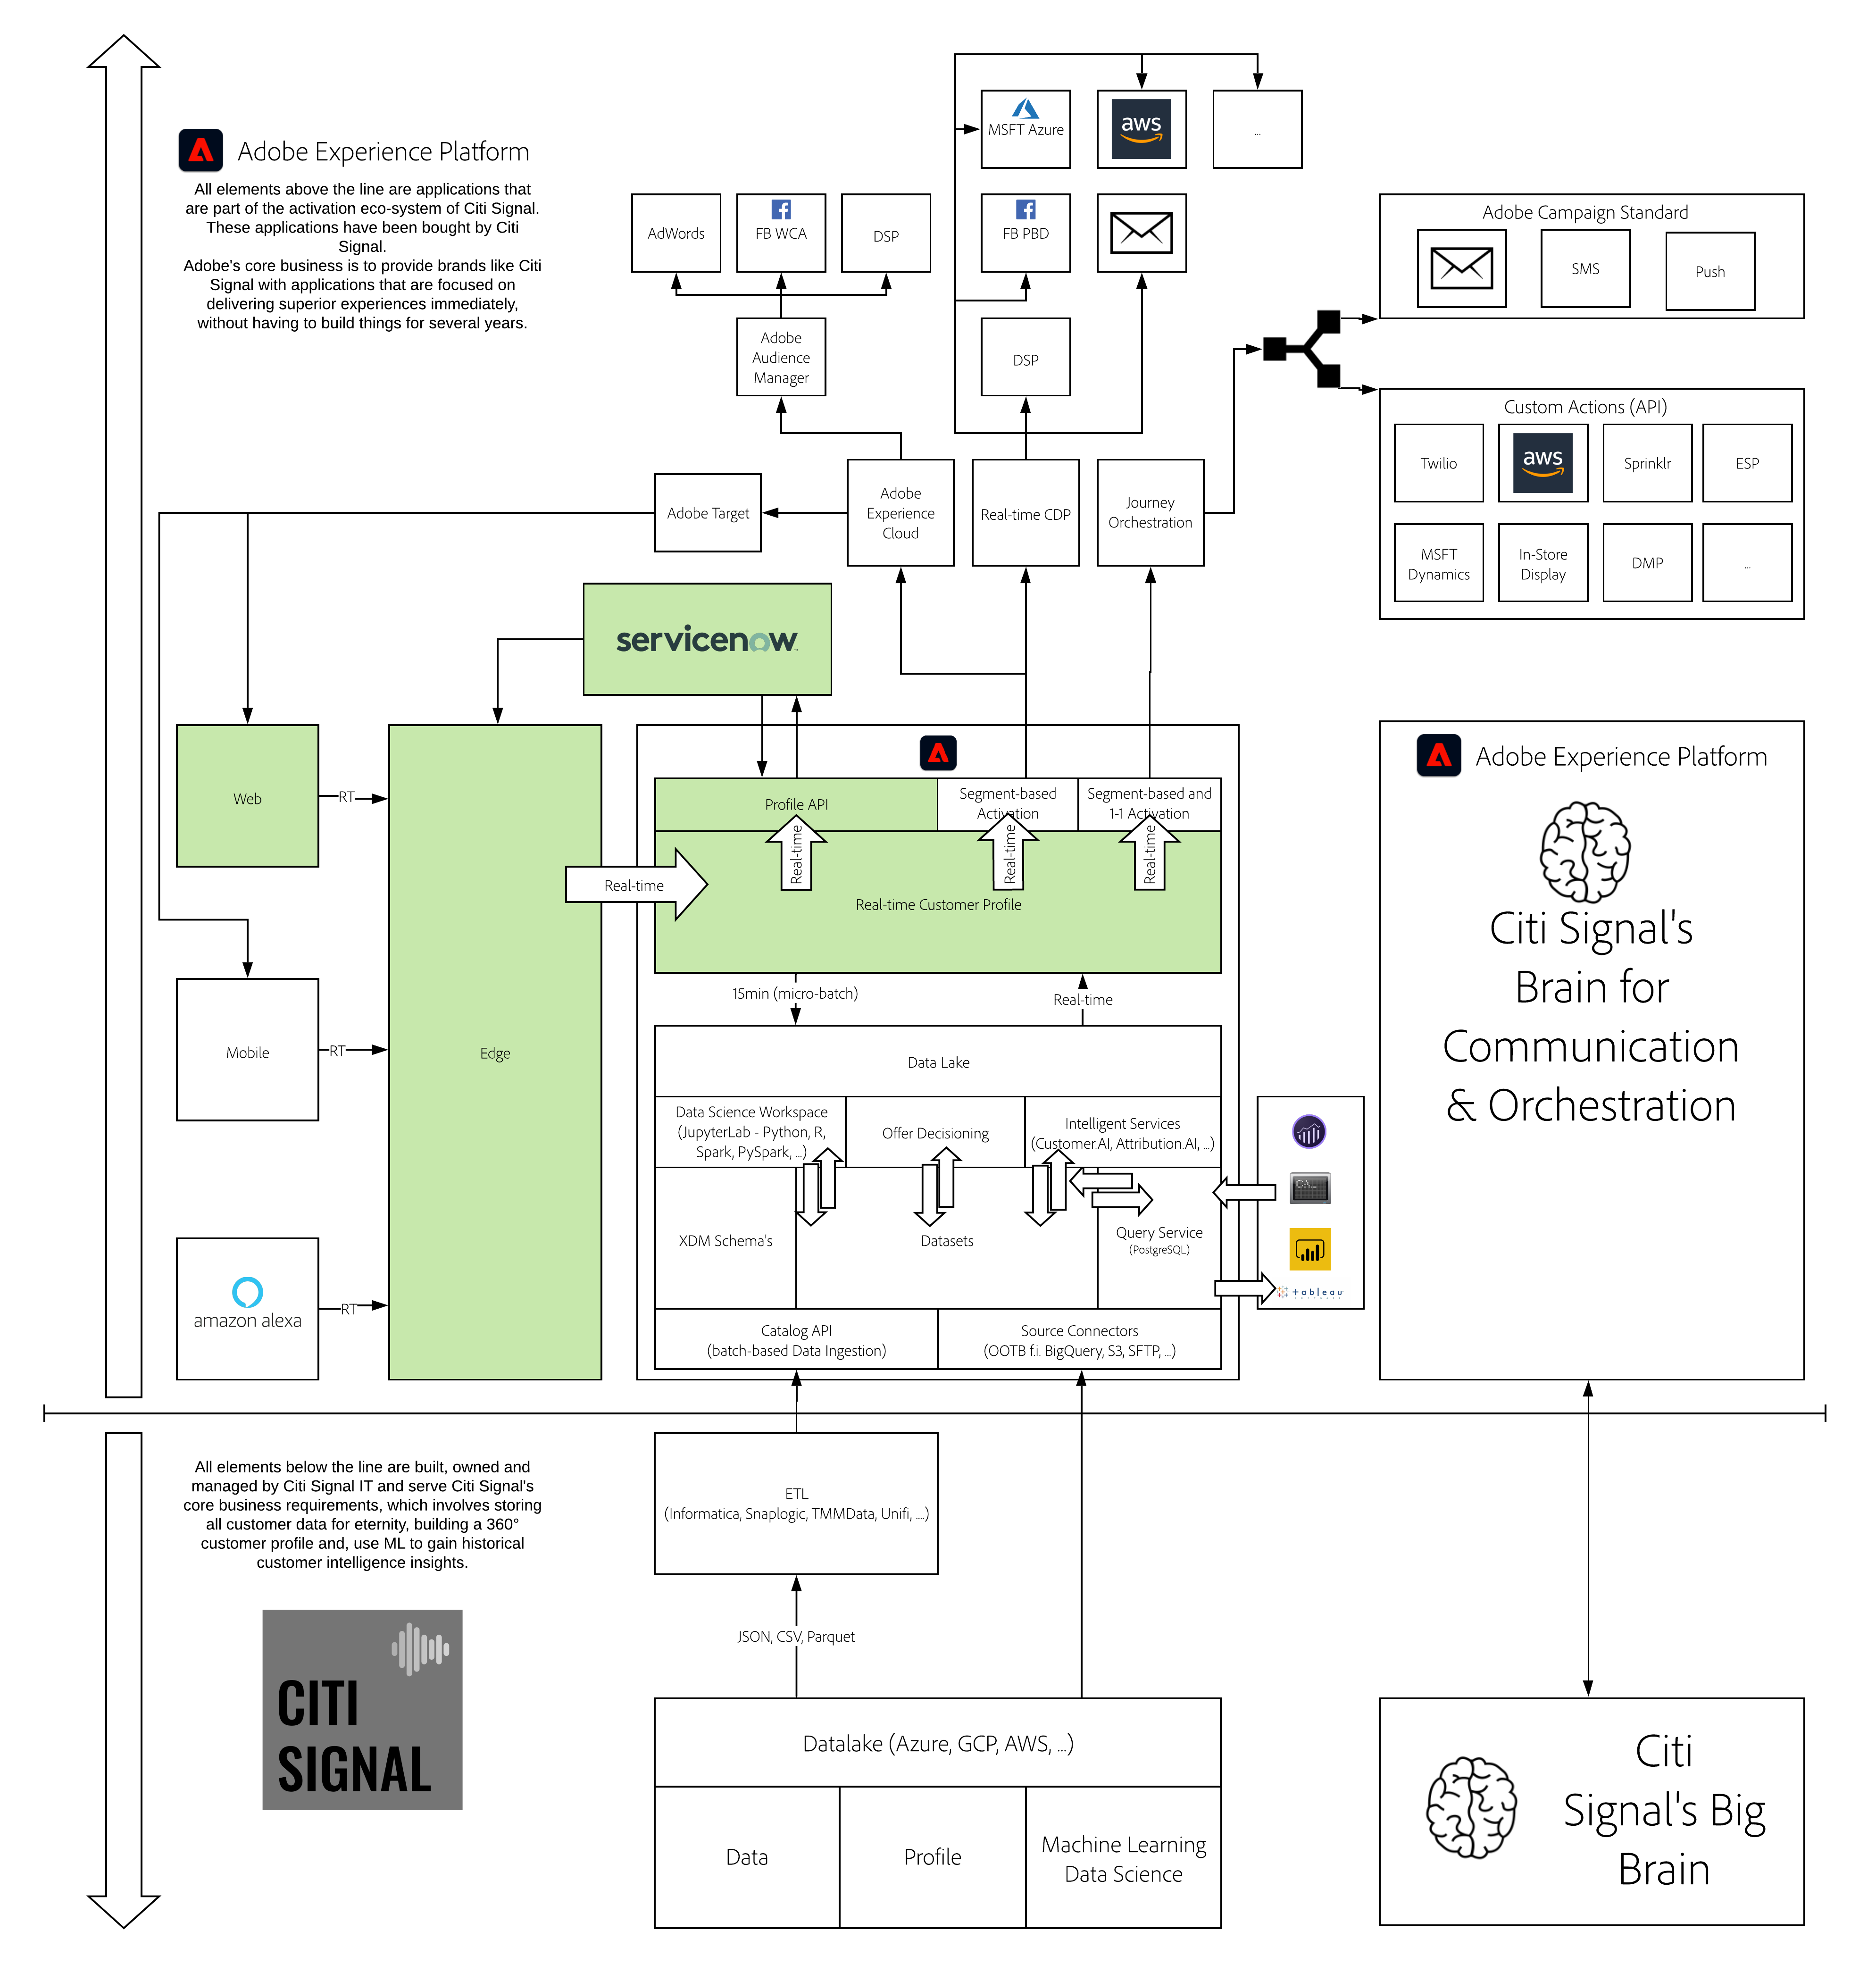 Adobe Experience Platform
All elements above the line are applications that
are part of the activation eco-system of Citi Signal.
These applications have been bought by Citi
Signal.
Adobe's core business is to provide brands like Citi
Signal with applications that are focused on
delivering superior experiences immediately,
without having to build things for several years.
MSFT Azure
aws
...
AdWords
FB WCA
DSP
FB PBD
Adobe Campaign Standard
SMS
Push
Adobe
Audience
Manager
DSP
Custom Actions (API)
Twilio
aws
Sprinklr
ESP
MSFT
Dynamics
In-Store
Display
DMP
...
Adobe Target
Adobe
Experience
Cloud
Real-time CDP
Journey
Orchestration
servicenow
Web
RT
Mobile
RT
amazon alexa
RT
Edge
Real-time
Profile API
Segment-based
Activation
Segment-based and
1-1 Activation
Real-time
Real-time
Real-time
Real-time Customer Profile
15min (micro-batch)
Real-time
Data Lake
Data Science Workspace
(JupyterLab - Python, R,
Spark, PySpark, ...)
Offer Decisioning
Intelligent Services
(Customer.AI, Attribution.AI, ...)
XDM Schema's
Datasets
Query Service
(PostgreSQL)
+ableau
Catalog API
(batch-based Data Ingestion)
Source Connectors
(OOTB f.i. BigQuery, S3, SFTP, ...)
Adobe Experience Platform
Citi Signal's
Brain for
Communication
& Orchestration
All elements below the line are built, owned and
managed by Citi Signal IT and serve Citi Signal's
core business requirements, which involves storing
all customer data for eternity, building a 360°
customer profile and, use ML to gain historical
customer intelligence insights.
CITI
SIGNAL
ETL
(Informatica, Snaplogic, TMMData, Unifi, ....)
JSON, CSV, Parquet
Datalake (Azure, GCP, AWS, ...)
Data
Profile
Machine Learning
Data Science
Citi
Signal's Big
Brain